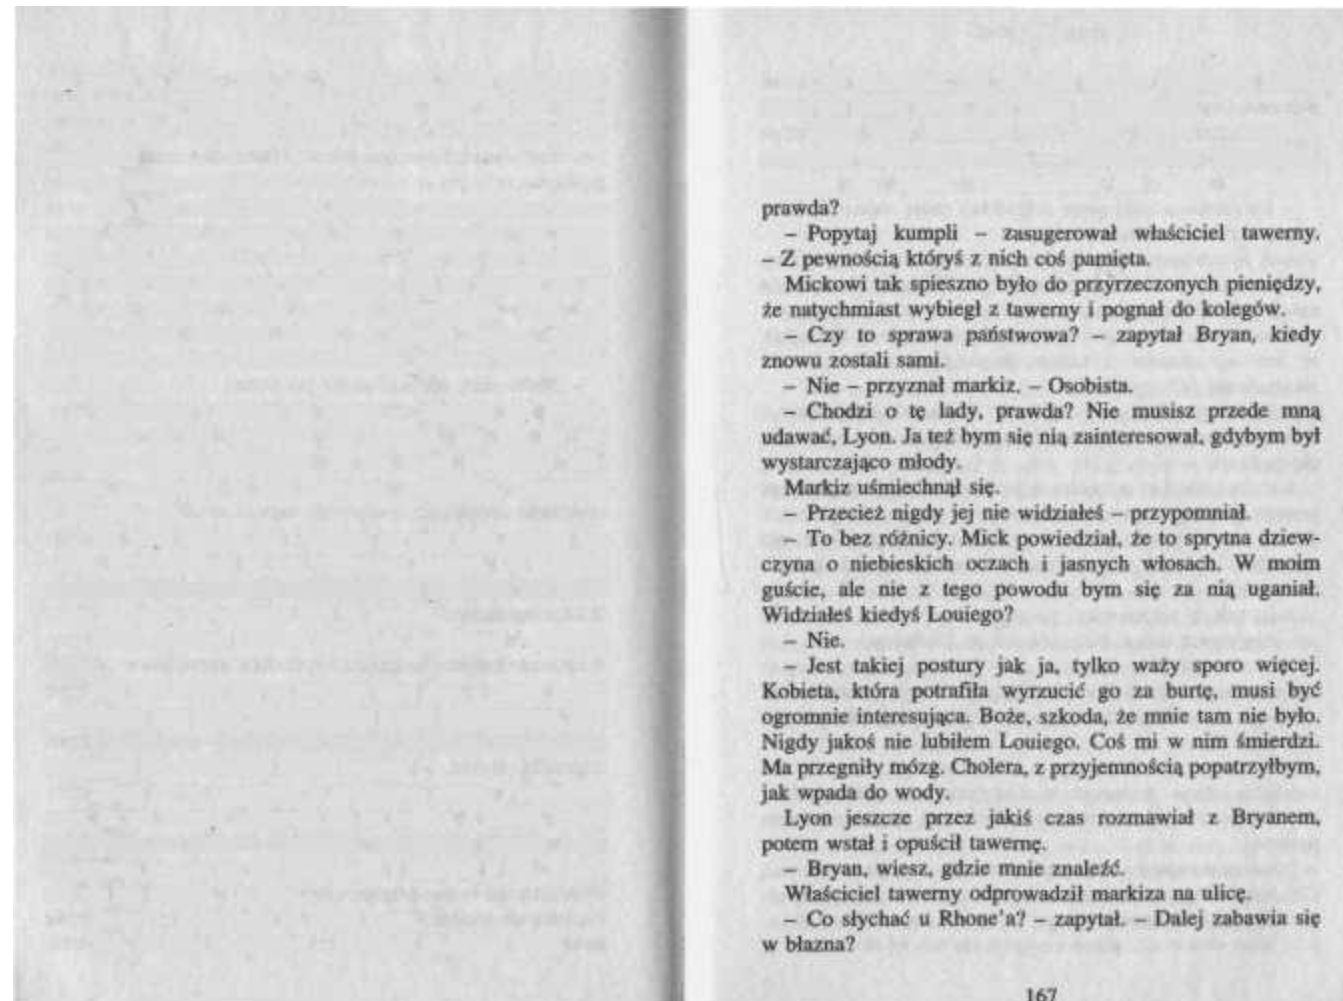 prawda?
– Popytaj kumpli – zasugerował właściciel tawerny.
– Z pewnością któryś z nich coś pamięta.
Mickowi tak spieszno było do przyrzeczonych pieniędzy,
że natychmiast wybiegł z tawerny i pognał do kolegów.
– Czy to sprawa państwowa? – zapytał Bryan, kiedy
znowu zostali sami.
– Nie – przyznał markiz. – Osobista.
– Chodzi o tę lady, prawda? Nie musisz przede mną
udawać, Lyon. Ja też bym się nią zainteresował, gdybym był
wystarczająco młody.
Markiz uśmiechnął się.
– Przecież nigdy jej nie widziałeś – przypomniał.
– To bez różnicy. Mick powiedział, że to sprytna dziew-
czyna o niebieskich oczach i jasnych włosach. W moim
guście, ale nie z tego powodu bym się za nią uganiał.
Widziałeś kiedyś Louiego?
– Nie.
– Jest takiej postury jak ja, tylko waży sporo więcej.
Kobieta, która potrafiła wyrzucić go za burtę, musi być
ogromnie interesująca. Boże, szkoda, że mnie tam nie było.
Nigdy jakoś nie lubiłem Louiego. Coś mi w nim śmierdzi.
Ma przegniły mózg. Cholera, z przyjemnością popatrzyłbym,
jak wpada do wody.
Lyon jeszcze przez jakiś czas rozmawiał z Bryanem,
potem wstał i opuścił tawernę.
– Bryan, wiesz, gdzie mnie znaleźć.
Właściciel tawerny odprowadził markiza na ulicę.
– Co słychać u Rhone'a? – zapytał. – Dalej zabawia się
w błazna?
167